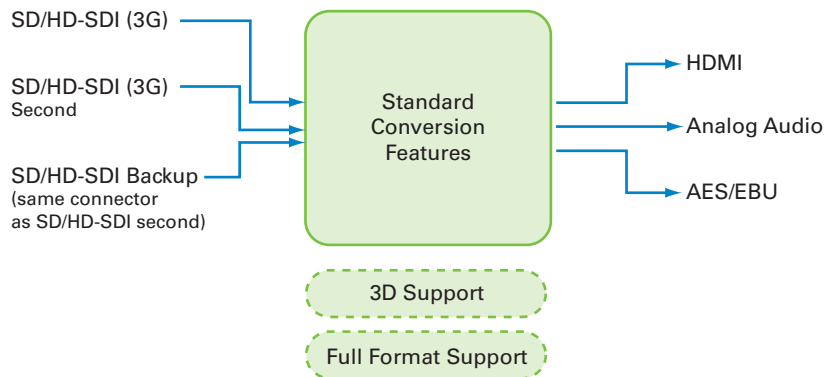 SD/HD-SDI (3G)
SD/HD-SDI (3G)
Second
SD/HD-SDI Backup
(same connector
as SD/HD-SDI second)
Standard
Conversion
Features
HDMI
Analog Audio
AES/EBU
3D Support
Full Format Support